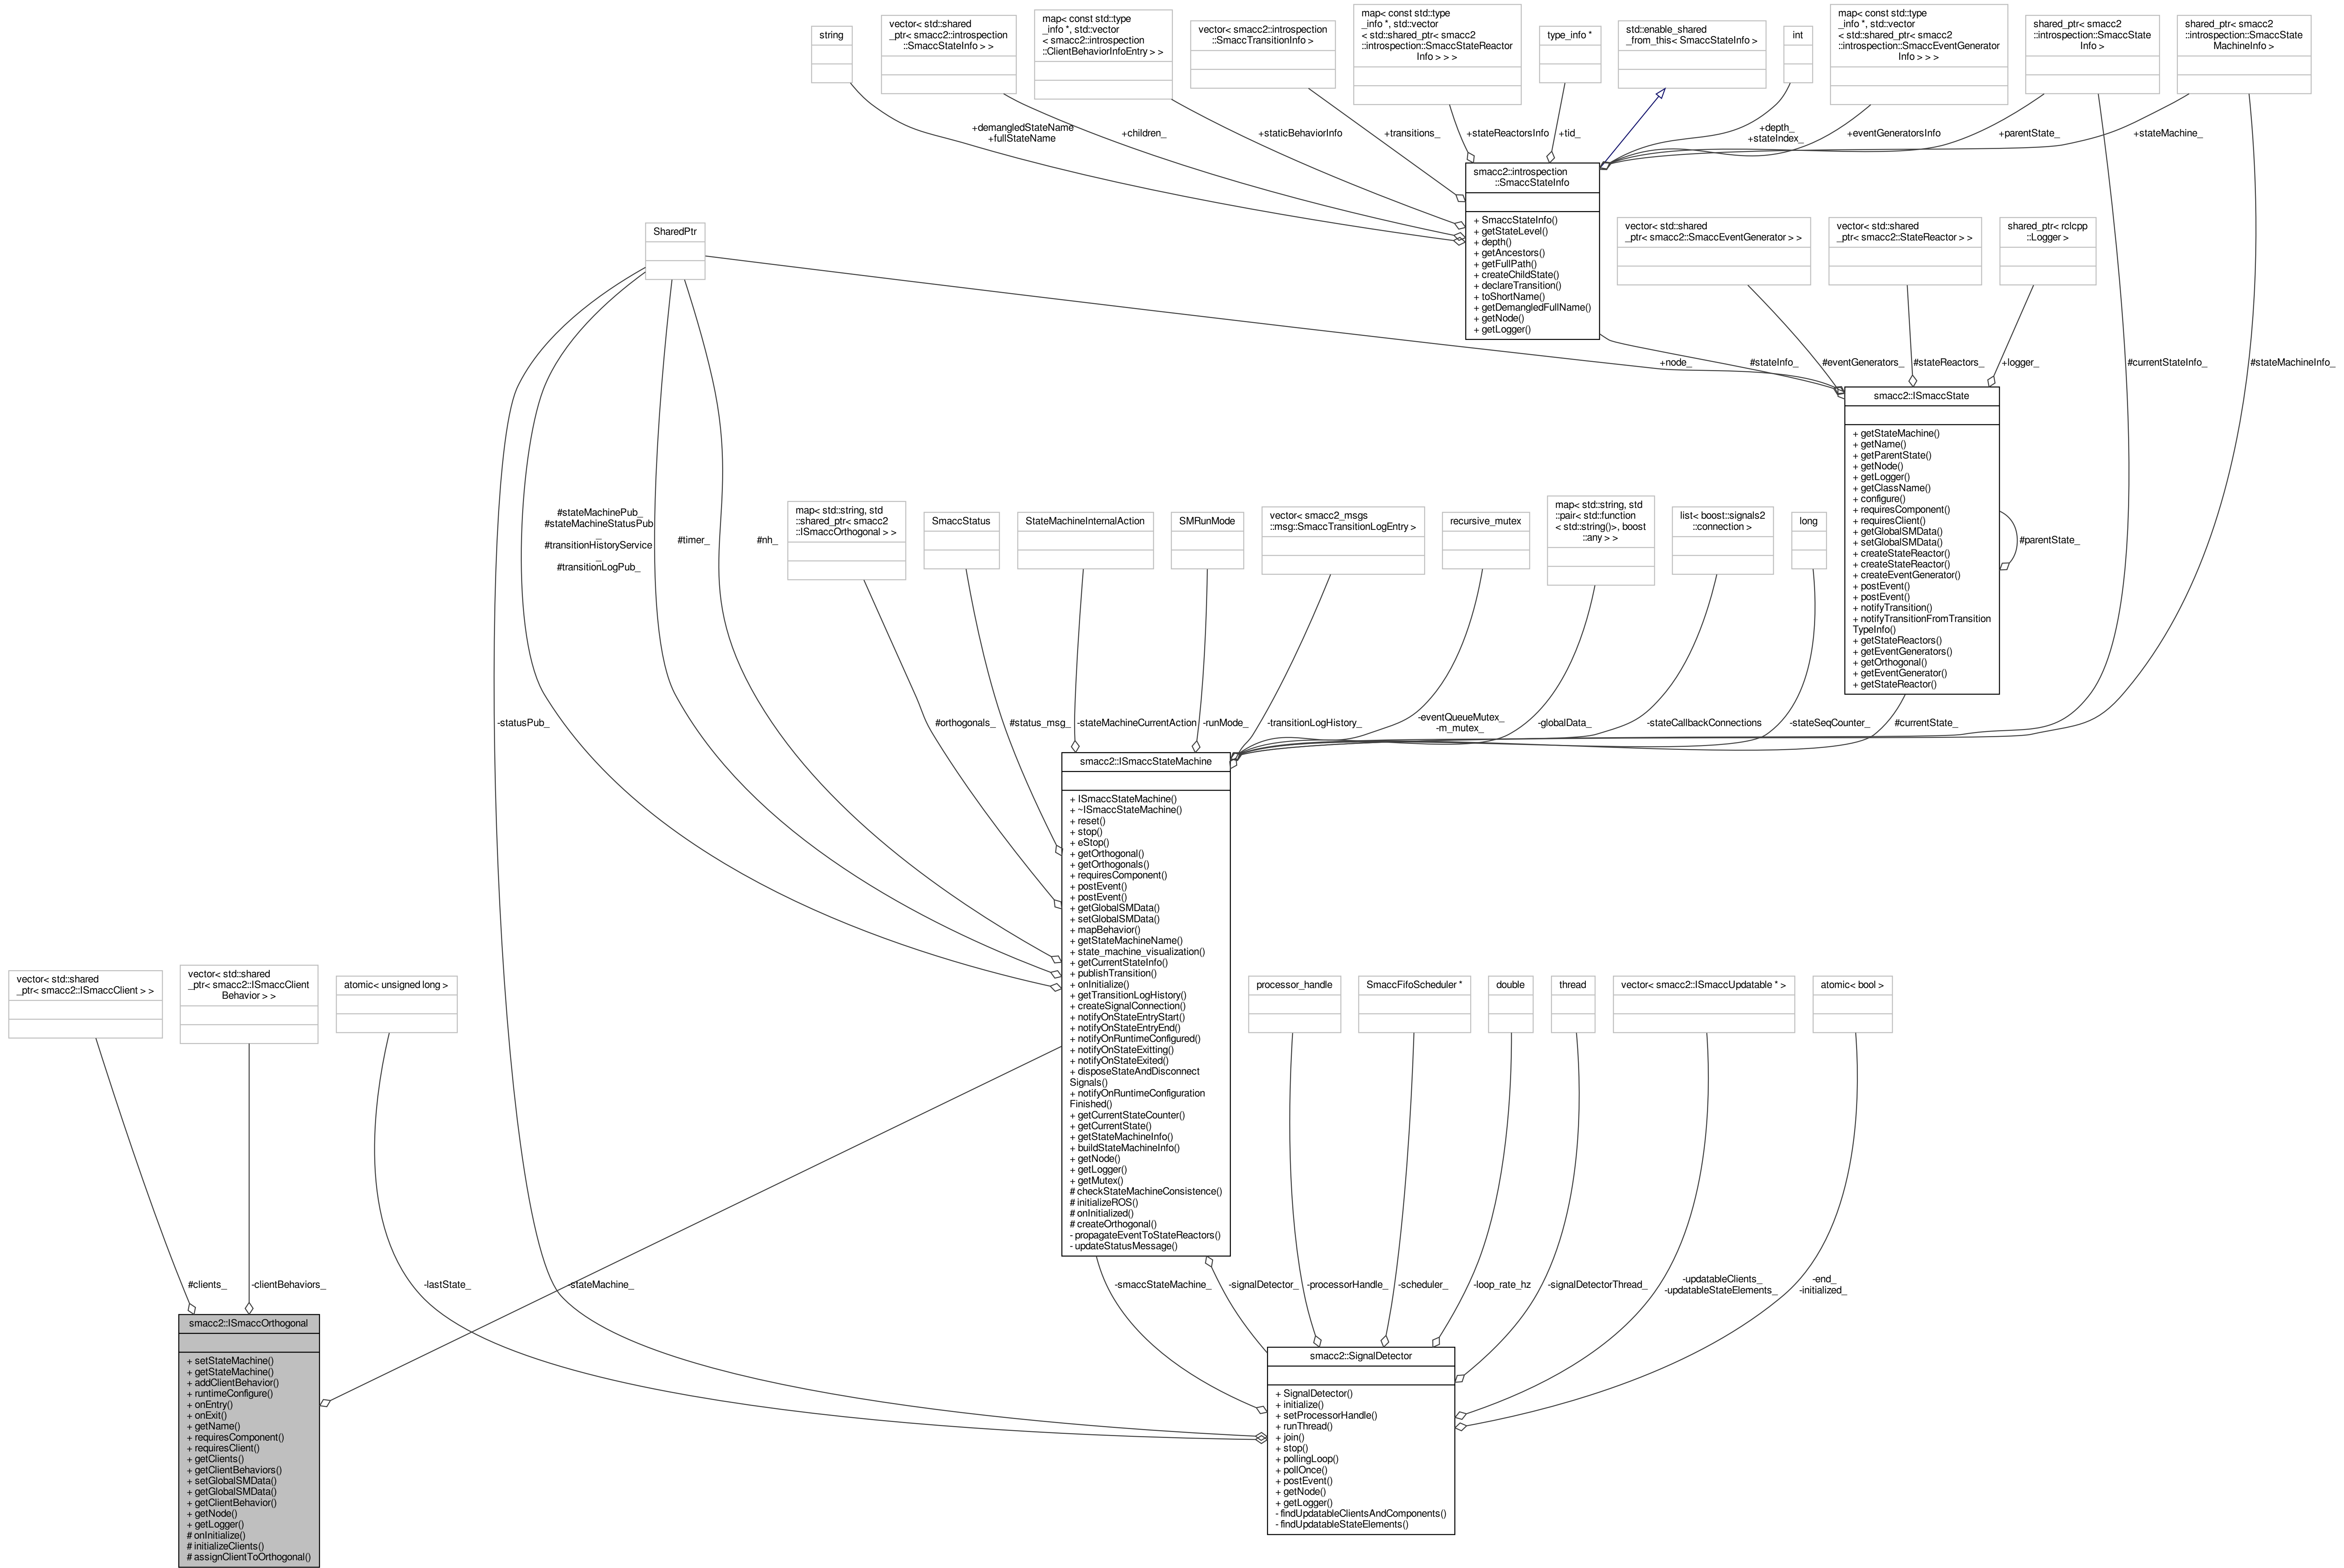 string
vector< std::shared
_ptr< smacc2::introspection
::SmaccStateInfo > >
map< const std::type
_info *, std::vector
< smacc2::introspection
::ClientBehaviorInfoEntry > >
vector< smacc2::introspection
::SmaccTransitionInfo >
map< const std::type
_info *, std::vector
< std::shared_ptr< smacc2
::introspection::SmaccStateReactor
Info > > >
type_info *
std::enable_shared
_from_this< SmaccStateInfo >
int
map< const std::type
_info *, std::vector
< std::shared_ptr< smacc2
::introspection::SmaccEventGenerator
Info > > >
shared_ptr< smacc2
::introspection::SmaccState
Info >
shared_ptr< smacc2
::introspection::SmaccState
MachineInfo >
+demangledStateName
+fullStateName
+children_
+staticBehaviorInfo
+transitions_
+stateReactorsInfo
+tid_
+depth_
+stateIndex_
+eventGeneratorsInfo
+parentState_
+stateMachine_
smacc2::introspection
::SmaccStateInfo
+ SmaccStateInfo()
+ getStateLevel()
+ depth()
+ getAncestors()
+ getFullPath()
+ createChildState()
+ declareTransition()
+ toShortName()
+ getDemangledFullName()
+ getNode()
+ getLogger()
SharedPtr
vector< std::shared
_ptr< smacc2::SmaccEventGenerator > >
vector< std::shared
_ptr< smacc2::StateReactor > >
shared_ptr< rclcpp
::Logger >
+node_
#stateInfo_
#eventGenerators_
#stateReactors_
+logger_
#currentStateInfo_
#stateMachineInfo_
smacc2::ISmaccState
+ getStateMachine()
+ getName()
+ getParentState()
+ getNode()
+ getLogger()
+ getClassName()
+ configure()
+ requiresComponent()
+ requiresClient()
+ getGlobalSMData()
+ setGlobalSMData()
+ createStateReactor()
+ createStateReactor()
+ createEventGenerator()
+ postEvent()
+ postEvent()
+ notifyTransition()
+ notifyTransitionFromTransition
TypeInfo()
+ getStateReactors()
+ getEventGenerators()
+ getOrthogonal()
+ getEventGenerator()
+ getStateReactor()
#parentState_
#stateMachinePub_
#stateMachineStatusPub
_
#transitionHistoryService
_
#transitionLogPub_
#timer_
#nh_
map< std::string, std
::shared_ptr< smacc2
::ISmaccOrthogonal > >
SmaccStatus
StateMachineInternalAction
SMRunMode
vector< smacc2_msgs
::msg::SmaccTransitionLogEntry >
recursive_mutex
map< std::string, std
::pair< std::function
< std::string()>, boost
::any > >
list< boost::signals2
::connection >
long
-statusPub_
#orthogonals_
#status_msg_
-stateMachineCurrentAction
-runMode_
-transitionLogHistory_
-eventQueueMutex_
-m_mutex_
-globalData_
-stateCallbackConnections
-stateSeqCounter_
#currentState_
smacc2::ISmaccStateMachine
+ ISmaccStateMachine()
+ ~ISmaccStateMachine()
+ reset()
+ stop()
+ eStop()
+ getOrthogonal()
+ getOrthogonals()
+ requiresComponent()
+ postEvent()
+ postEvent()
+ getGlobalSMData()
+ setGlobalSMData()
+ mapBehavior()
+ getStateMachineName()
+ state_machine_visualization()
+ getCurrentStateInfo()
+ publishTransition()
+ onInitialize()
+ getTransitionLogHistory()
+ createSignalConnection()
+ notifyOnStateEntryStart()
+ notifyOnStateEntryEnd()
+ notifyOnRuntimeConfigured()
+ notifyOnStateExitting()
+ notifyOnStateExited()
+ disposeStateAndDisconnect
Signals()
+ notifyOnRuntimeConfiguration
Finished()
+ getCurrentStateCounter()
+ getCurrentState()
+ getStateMachineInfo()
+ buildStateMachineInfo()
+ getNode()
+ getLogger()
+ getMutex()
# checkStateMachineConsistence()
# initializeROS()
# onInitialized()
# createOrthogonal()
- propagateEventToStateReactors()
- updateStatusMessage()
vector< std::shared
_ptr< smacc2::ISmaccClient > >
vector< std::shared
_ptr< smacc2::ISmaccClient
Behavior > >
atomic< unsigned long >
processor_handle
SmaccFifoScheduler *
double
thread
vector< smacc2::ISmaccUpdatable * >
atomic< bool >
#clients_
-clientBehaviors_
-lastState_
-stateMachine_
-smaccStateMachine_
-signalDetector_
-processorHandle_
-scheduler_
-loop_rate_hz
-signalDetectorThread_
-updatableClients_
-updatableStateElements_
-end_
-initialized_
smacc2::ISmaccOrthogonal
+ setStateMachine()
+ getStateMachine()
+ addClientBehavior()
+ runtimeConfigure()
+ onEntry()
+ onExit()
+ getName()
+ requiresComponent()
+ requiresClient()
+ getClients()
+ getClientBehaviors()
+ setGlobalSMData()
+ getGlobalSMData()
+ getClientBehavior()
+ getNode()
+ getLogger()
# onInitialize()
# initializeClients()
# assignClientToOrthogonal()
smacc2::SignalDetector
+ SignalDetector()
+ initialize()
+ setProcessorHandle()
+ runThread()
+ join()
+ stop()
+ pollingLoop()
+ pollOnce()
+ postEvent()
+ getNode()
+ getLogger()
- findUpdatableClientsAndComponents()
- findUpdatableStateElements()